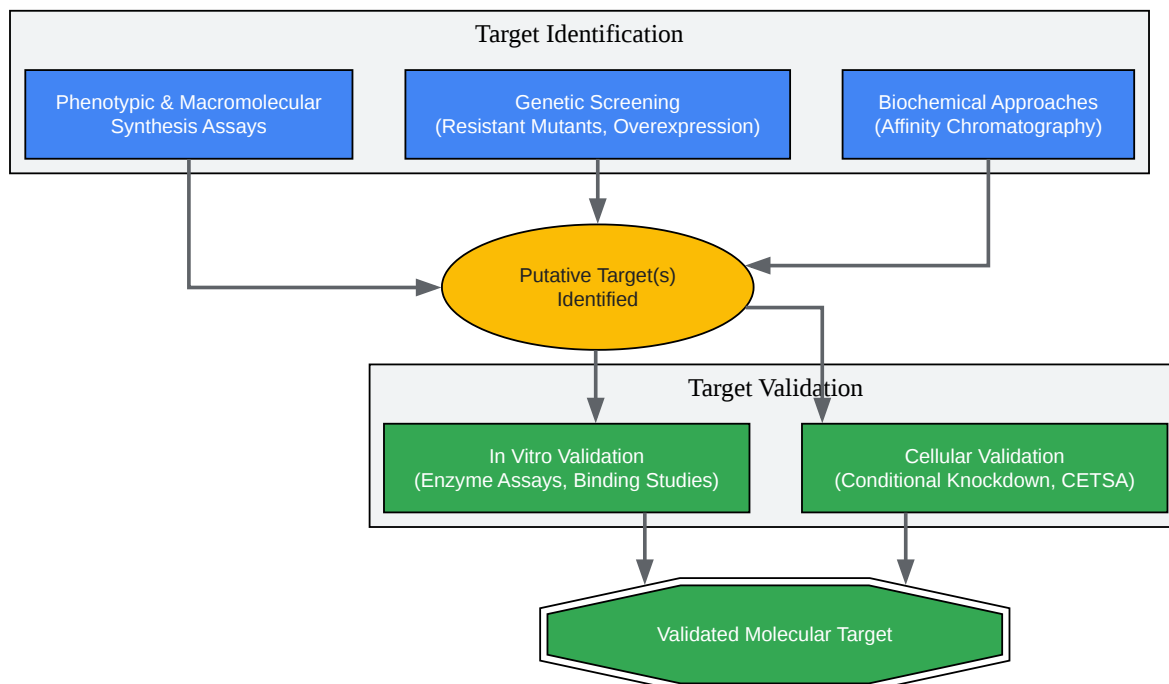 Target Identification
Phenotypic & Macromolecular
Synthesis Assays
Genetic Screening
(Resistant Mutants, Overexpression)
Biochemical Approaches
(Affinity Chromatography)
Putative Target(s)
Identified
Target Validation
In Vitro Validation
(Enzyme Assays, Binding Studies)
Cellular Validation
(Conditional Knockdown, CETSA)
Validated Molecular Target